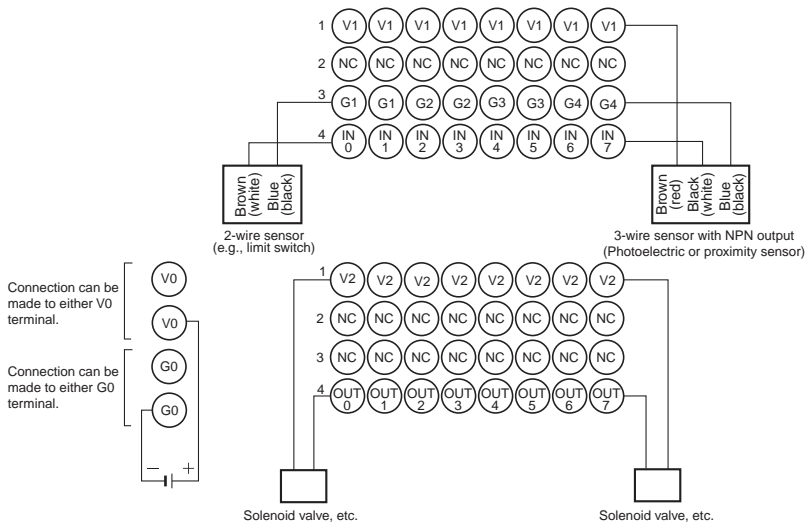 1 V1 V1 V1 V1 V1 V1 V1 V1
2 NC NC NC NC NC NC NC NC
3 G1 G1 G2 G2 G3 G3 G4 G4
4 IN 0 IN 1 IN 2 IN 3 IN 4 IN 5 IN 6 IN 7
Brown (white)
Blue (black)
2-wire sensor
(e.g., limit switch)
Brown (red)
Black (white)
Blue (black)
3-wire sensor with NPN output
(Photoelectric or proximity sensor)
Connection can be
made to either V0
terminal.
V0
V0
Connection can be
made to either G0
terminal.
G0
G0
− +
1 V2 V2 V2 V2 V2 V2 V2 V2
2 NC NC NC NC NC NC NC NC
3 NC NC NC NC NC NC NC NC
4 OUT 0 OUT 1 OUT 2 OUT 3 OUT 4 OUT 5 OUT 6 OUT 7
Solenoid valve, etc.
Solenoid valve, etc.